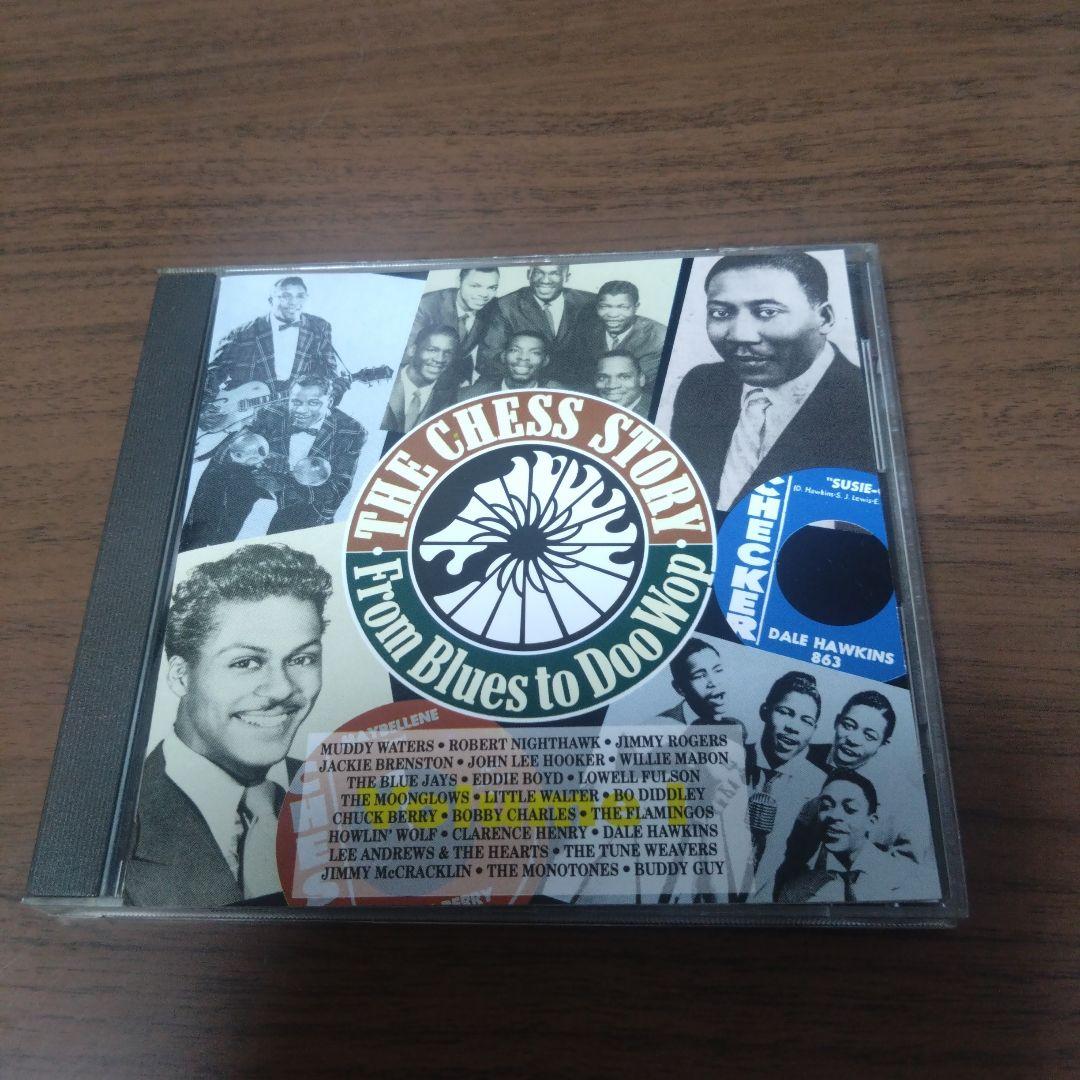 • THE CHESS STORY •
From Blues to Doo Wop
"SUSIE-
(D. Hawkins-S. J. Lewis-E.
CHECKER
DALE HAWKINS
863
MAYBELLENE
CHES
MUDDY WATERS • ROBERT NIGHTHAWK • JIMMY ROGERS
JACKIE BRENSTON • JOHN LEE HOOKER • WILLIE MABON
THE BLUE JAYS • EDDIE BOYD • LOWELL FULSON
THE MOONGLOWS • LITTLE WALTER • BO DIDDLEY
CHUCK BERRY • BOBBY CHARLES • THE FLAMINGOS
HOWLIN' WOLF • CLARENCE HENRY • DALE HAWKINS
LEE ANDREWS & THE HEARTS • THE TUNE WEAVERS
JIMMY McCRACKLIN • THE MONOTONES • BUDDY GUY
BERRY